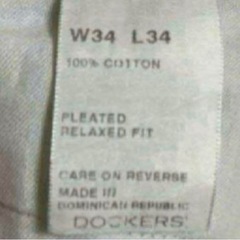 W34 L34
100% COTTON
PLEATED
RELAXED FIT
CARE ON REVERSE
MADE IN
DOMINICAN REPUBLIC
DOCKERS'